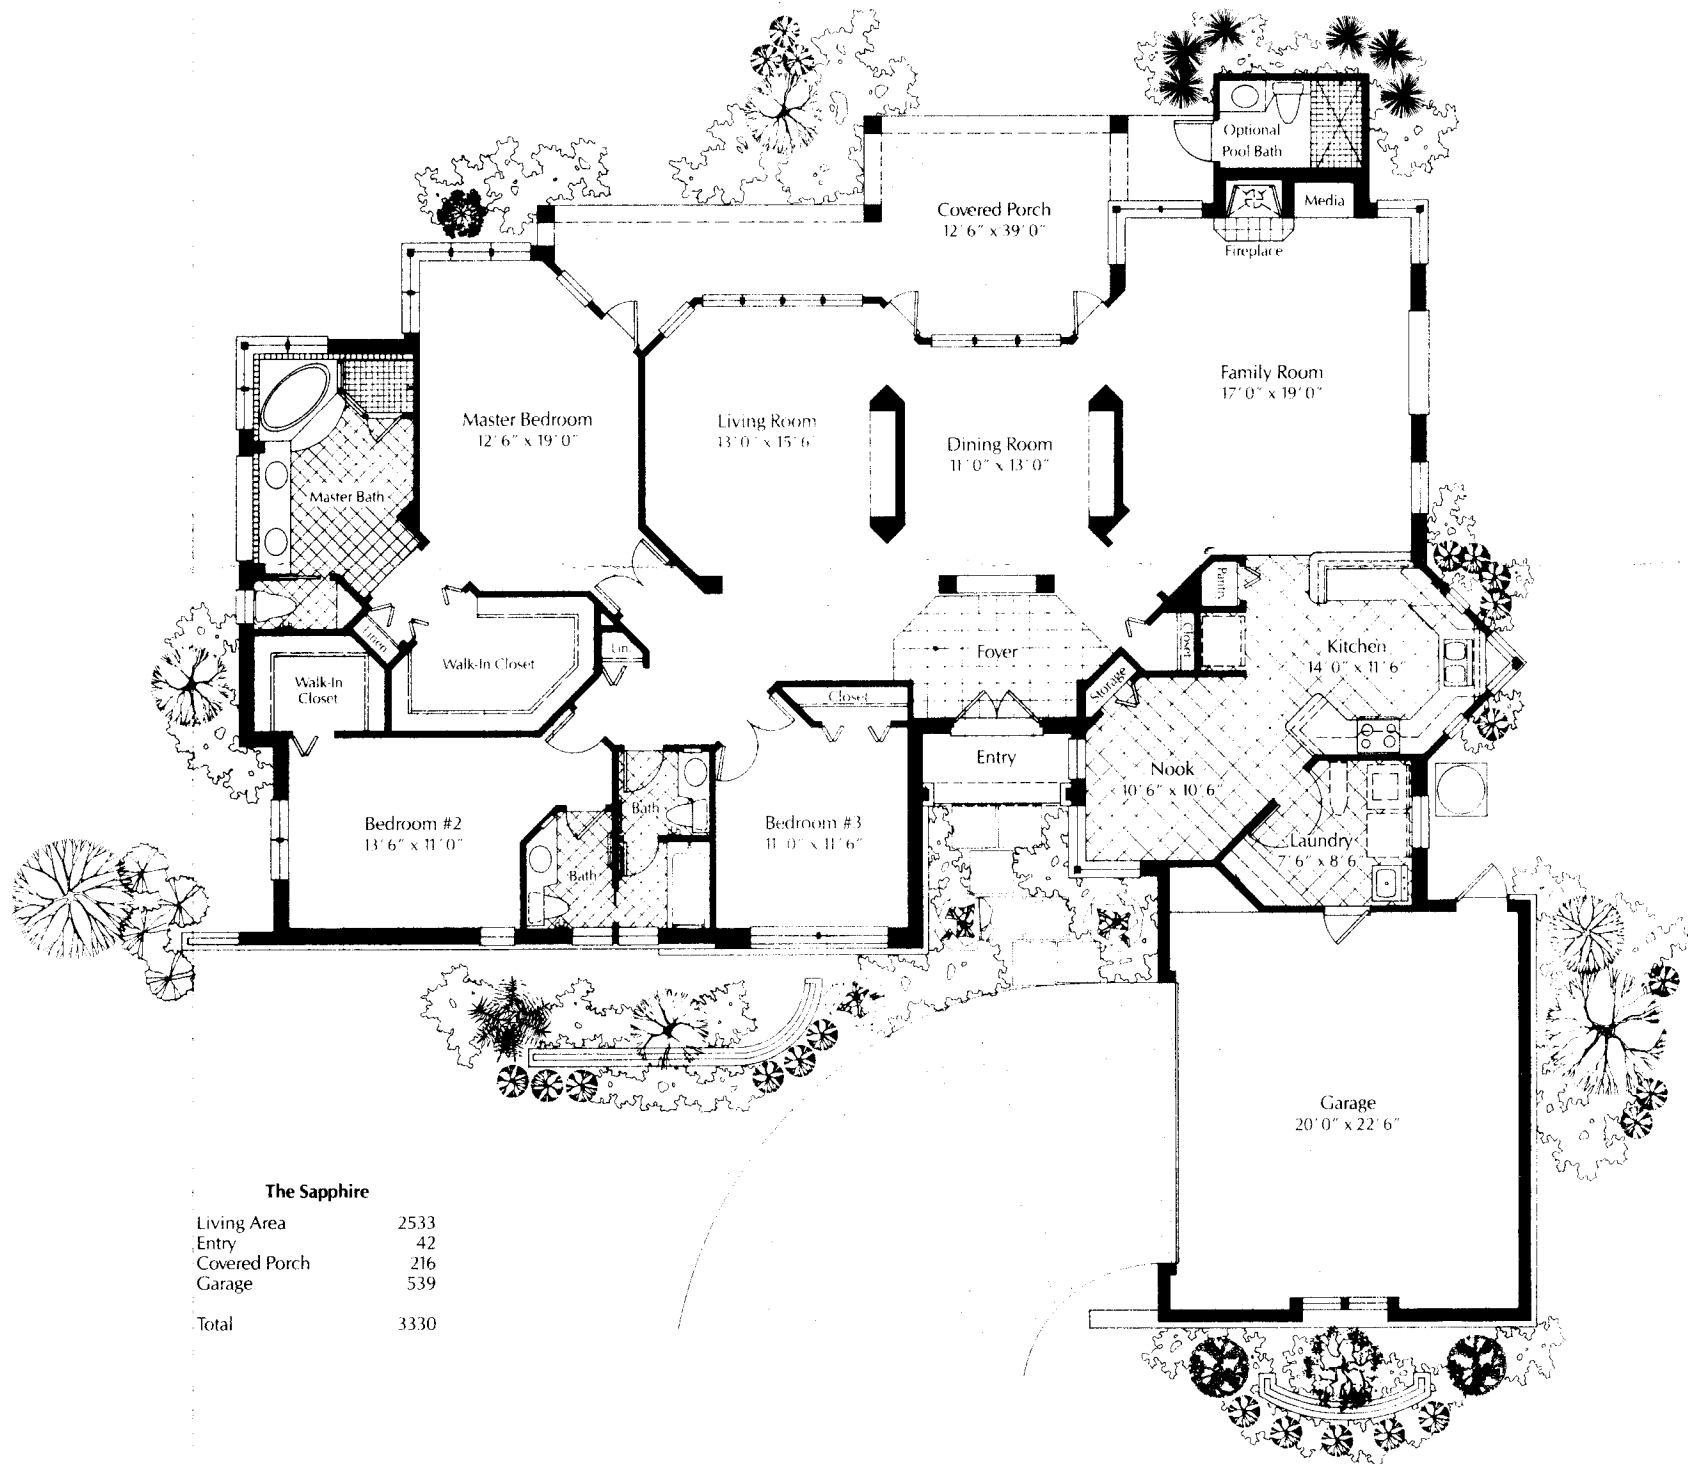 Optional
Pool Bath
Media
Fireplace
Covered Porch
12'6" x 39'0"
Family Room
17'0" x 19'0"
Master Bedroom
12'6" x 19'0"
Living Room
13'0" x 15'6"
Dining Room
11'0" x 13'0"
Master Bath
Linen
Walk-In Closet
Lin.
Walk-In
Closet
Foyer
Storage
Closet
Kitchen
14'0" x 11'6"
Closet
Entry
Nook
10'6" x 10'6"
Bath
Bedroom #2
13'6" x 11'0"
Bath
Bedroom #3
11'0" x 11'6"
Laundry
7'6" x 8'6"
Garage
20'0" x 22'6"
The Sapphire
Living Area 2533
Entry 42
Covered Porch 216
Garage 539
Total 3330